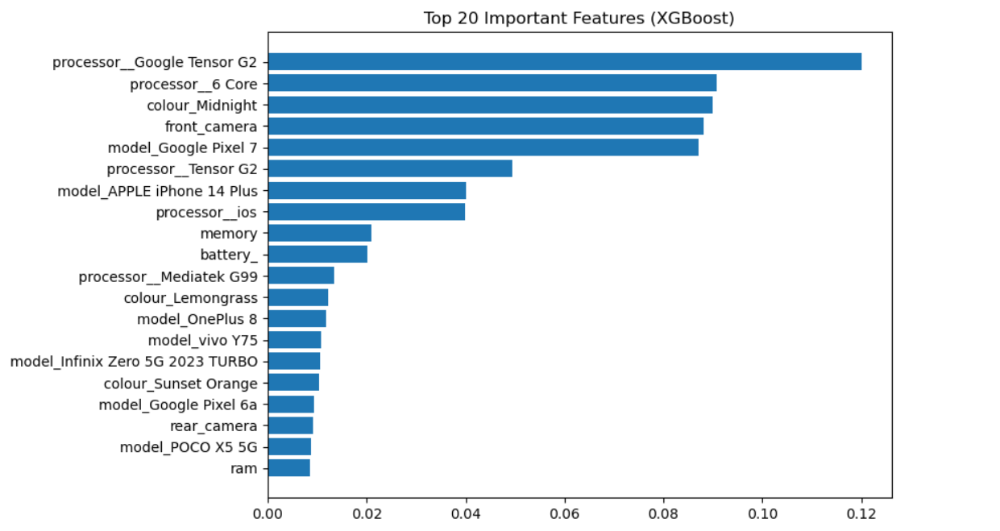 Top 20 Important Features (XGBoost)
processor__Google Tensor G2
processor__6 Core
colour_Midnight
front_camera
model_Google Pixel 7
processor__Tensor G2
model_APPLE iPhone 14 Plus
processor__ios
memory
battery_
processor__Mediatek G99
colour_Lemongrass
model_OnePlus 8
model_vivo Y75
model_Infinix Zero 5G 2023 TURBO
colour_Sunset Orange
model_Google Pixel 6a
rear_camera
model_POCO X5 5G
ram
0.00 0.02 0.04 0.06 0.08 0.10 0.12